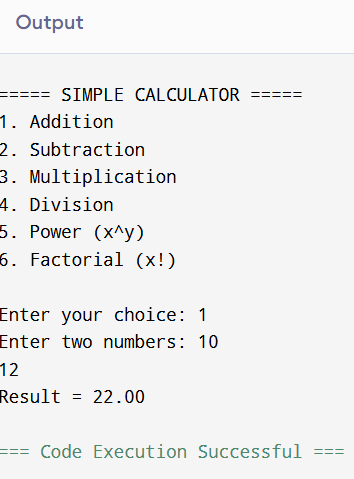 Output
===== SIMPLE CALCULATOR =====
1. Addition
2. Subtraction
3. Multiplication
4. Division
5. Power (x^y)
6. Factorial (x!)
Enter your choice: 1
Enter two numbers: 10
12
Result = 22.00
=== Code Execution Successful ===